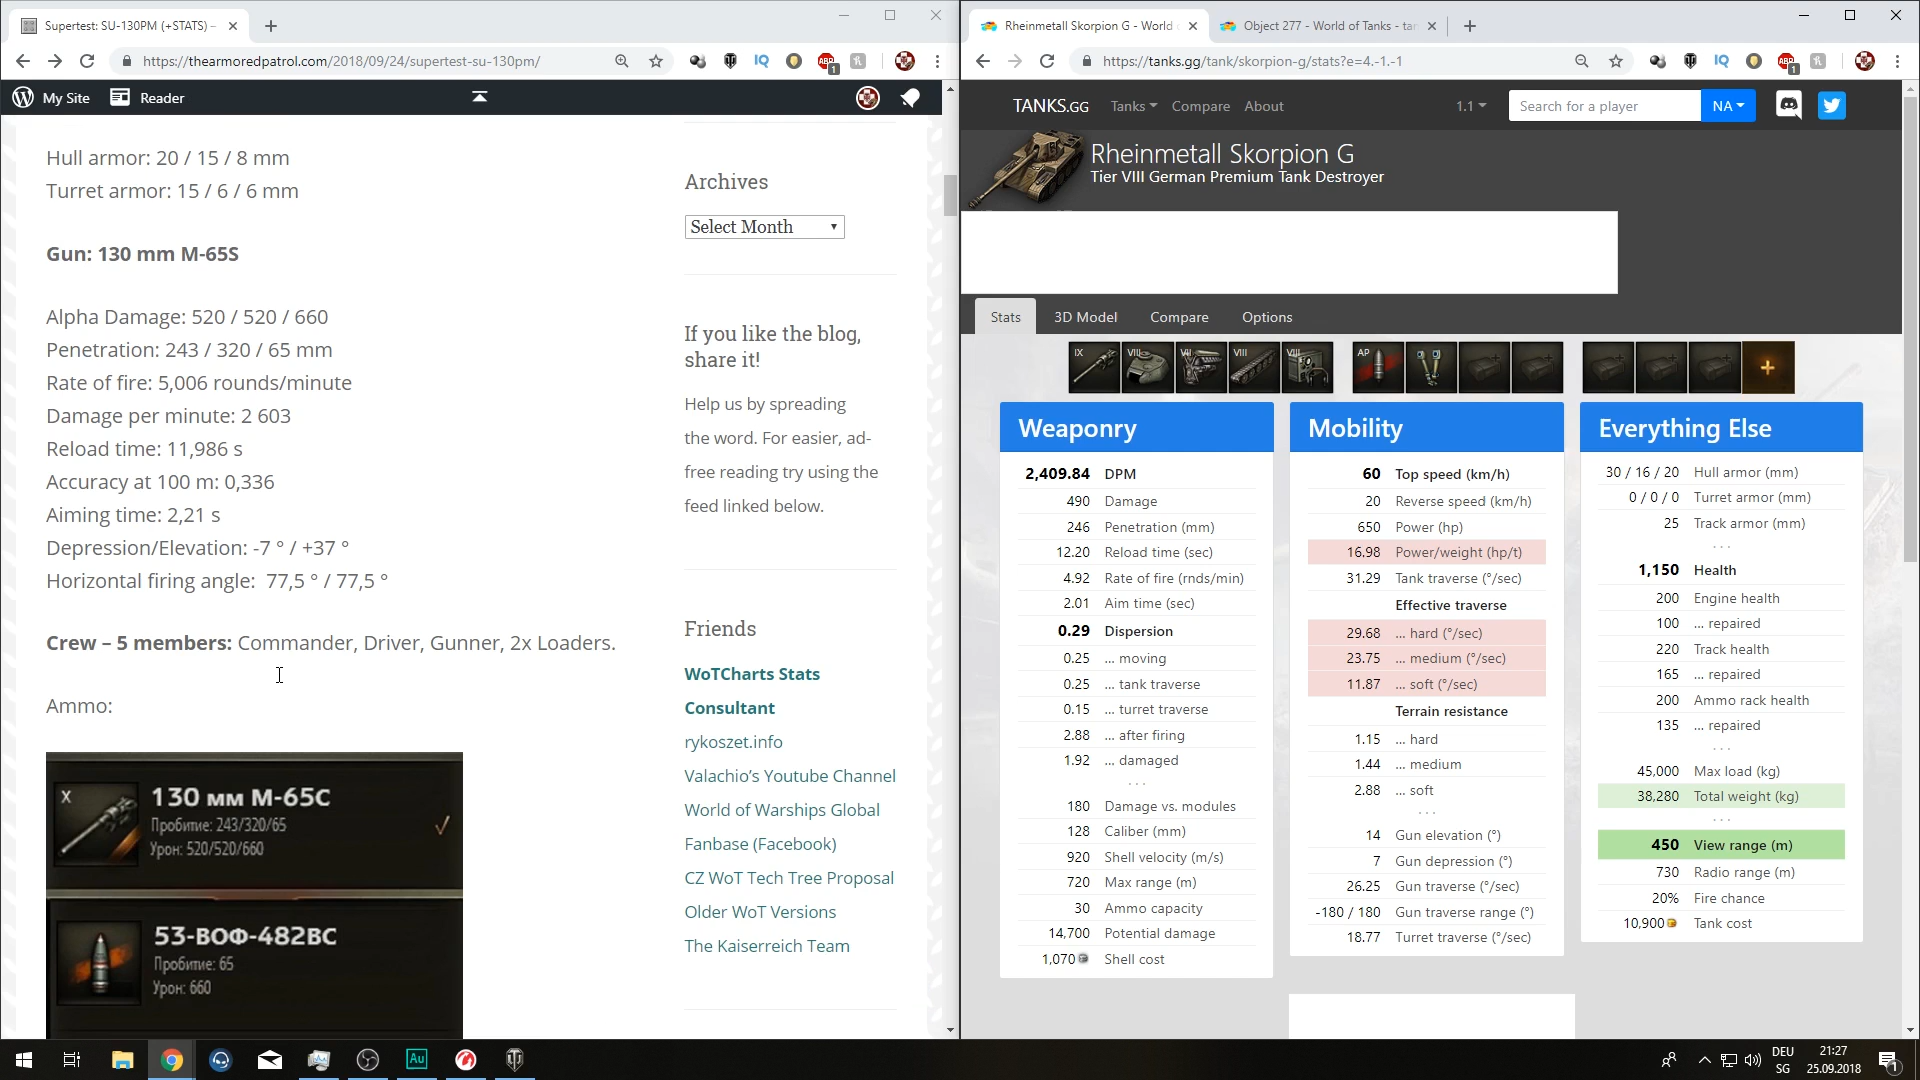 Supertest: SU-130PM (+STATS) –
https://thearmoredpatrol.com/2018/09/24/supertest-su-130pm/
My Site
Reader
Hull armor: 20 / 15 / 8 mm
Turret armor: 15 / 6 / 6 mm
Gun: 130 mm M-65S
Alpha Damage: 520 / 520 / 660
Penetration: 243 / 320 / 65 mm
Rate of fire: 5,006 rounds/minute
Damage per minute: 2 603
Reload time: 11,986 s
Accuracy at 100 m: 0,336
Aiming time: 2,21 s
Depression/Elevation: -7 ° / +37 °
Horizontal firing angle:  77,5 ° / 77,5 °
Crew – 5 members: Commander, Driver, Gunner, 2x Loaders.
Ammo:
X
130 мм М-65С
Пробитие: 243/320/65
Урон: 520/520/660
53-ВОФ-482ВС
Пробитие: 65
Урон: 660
Archives
Select Month
If you like the blog,
share it!
Help us by spreading
the word. For easier, ad-
free reading try using the
feed linked below.
Friends
WoTCharts Stats
Consultant
rykoszet.info
Valachio's Youtube Channel
World of Warships Global
Fanbase (Facebook)
CZ WoT Tech Tree Proposal
Older WoT Versions
The Kaiserreich Team
Rheinmetall Skorpion G - World
Object 277 - World of Tanks - tan
https://tanks.gg/tank/skorpion-g/stats?e=4.-1.-1
TANKS.GG
Tanks
Compare
About
1.1
Search for a player
NA
Rheinmetall Skorpion G
Tier VIII German Premium Tank Destroyer
Stats
3D Model
Compare
Options
IX
VIII
VII
VIII
VIII
AP
Weaponry
2,409.84 DPM
490 Damage
246 Penetration (mm)
12.20 Reload time (sec)
4.92 Rate of fire (rnds/min)
2.01 Aim time (sec)
0.29 Dispersion
0.25 ... moving
0.25 ... tank traverse
0.15 ... turret traverse
2.88 ... after firing
1.92 ... damaged
...
180 Damage vs. modules
128 Caliber (mm)
920 Shell velocity (m/s)
720 Max range (m)
30 Ammo capacity
14,700 Potential damage
1,070 Shell cost
Mobility
60 Top speed (km/h)
20 Reverse speed (km/h)
650 Power (hp)
16.98 Power/weight (hp/t)
31.29 Tank traverse (°/sec)
Effective traverse
29.68 ... hard (°/sec)
23.75 ... medium (°/sec)
11.87 ... soft (°/sec)
Terrain resistance
1.15 ... hard
1.44 ... medium
2.88 ... soft
...
14 Gun elevation (°)
7 Gun depression (°)
26.25 Gun traverse (°/sec)
-180 / 180 Gun traverse range (°)
18.77 Turret traverse (°/sec)
Everything Else
30 / 16 / 20 Hull armor (mm)
0 / 0 / 0 Turret armor (mm)
25 Track armor (mm)
...
1,150 Health
200 Engine health
100 ... repaired
220 Track health
165 ... repaired
200 Ammo rack health
135 ... repaired
...
45,000 Max load (kg)
38,280 Total weight (kg)
...
450 View range (m)
730 Radio range (m)
20% Fire chance
10,900 Tank cost
Au
DEU
SG
21:27
25.09.2018
1